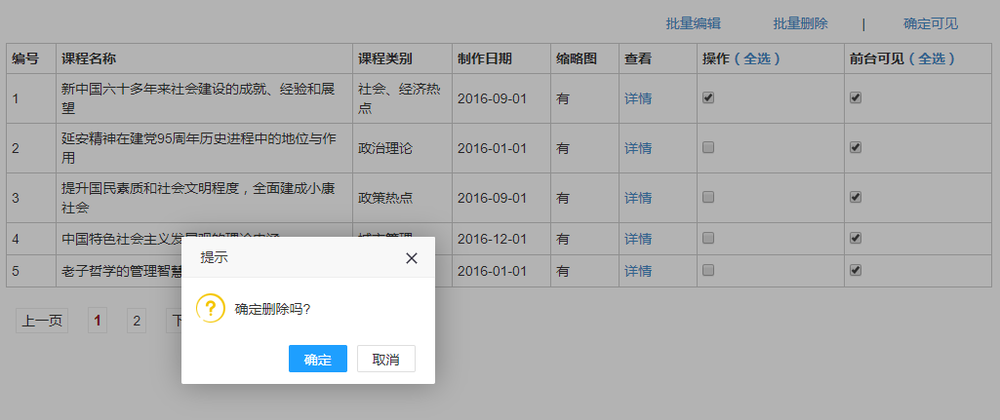 批量编辑 批量删除 | 确定可见
编号 课程名称 课程类别 制作日期 缩略图 查看 操作（全选） 前台可见（全选）
1 新中国六十多年来社会建设的成就、经验和展 社会、经济热 2016-09-01 有 详情
望 点
2 延安精神在建党95周年历史进程中的地位与作 政治理论 2016-01-01 有 详情
用
3 提升国民素质和社会文明程度，全面建成小康 政策热点 2016-09-01 有 详情
社会
4 中国特色社会主义发 2016-12-01 有 详情
5 老子哲学的管理智慧 2016-01-01 有 详情
上一页 1 2
提示
确定删除吗?
确定 取消